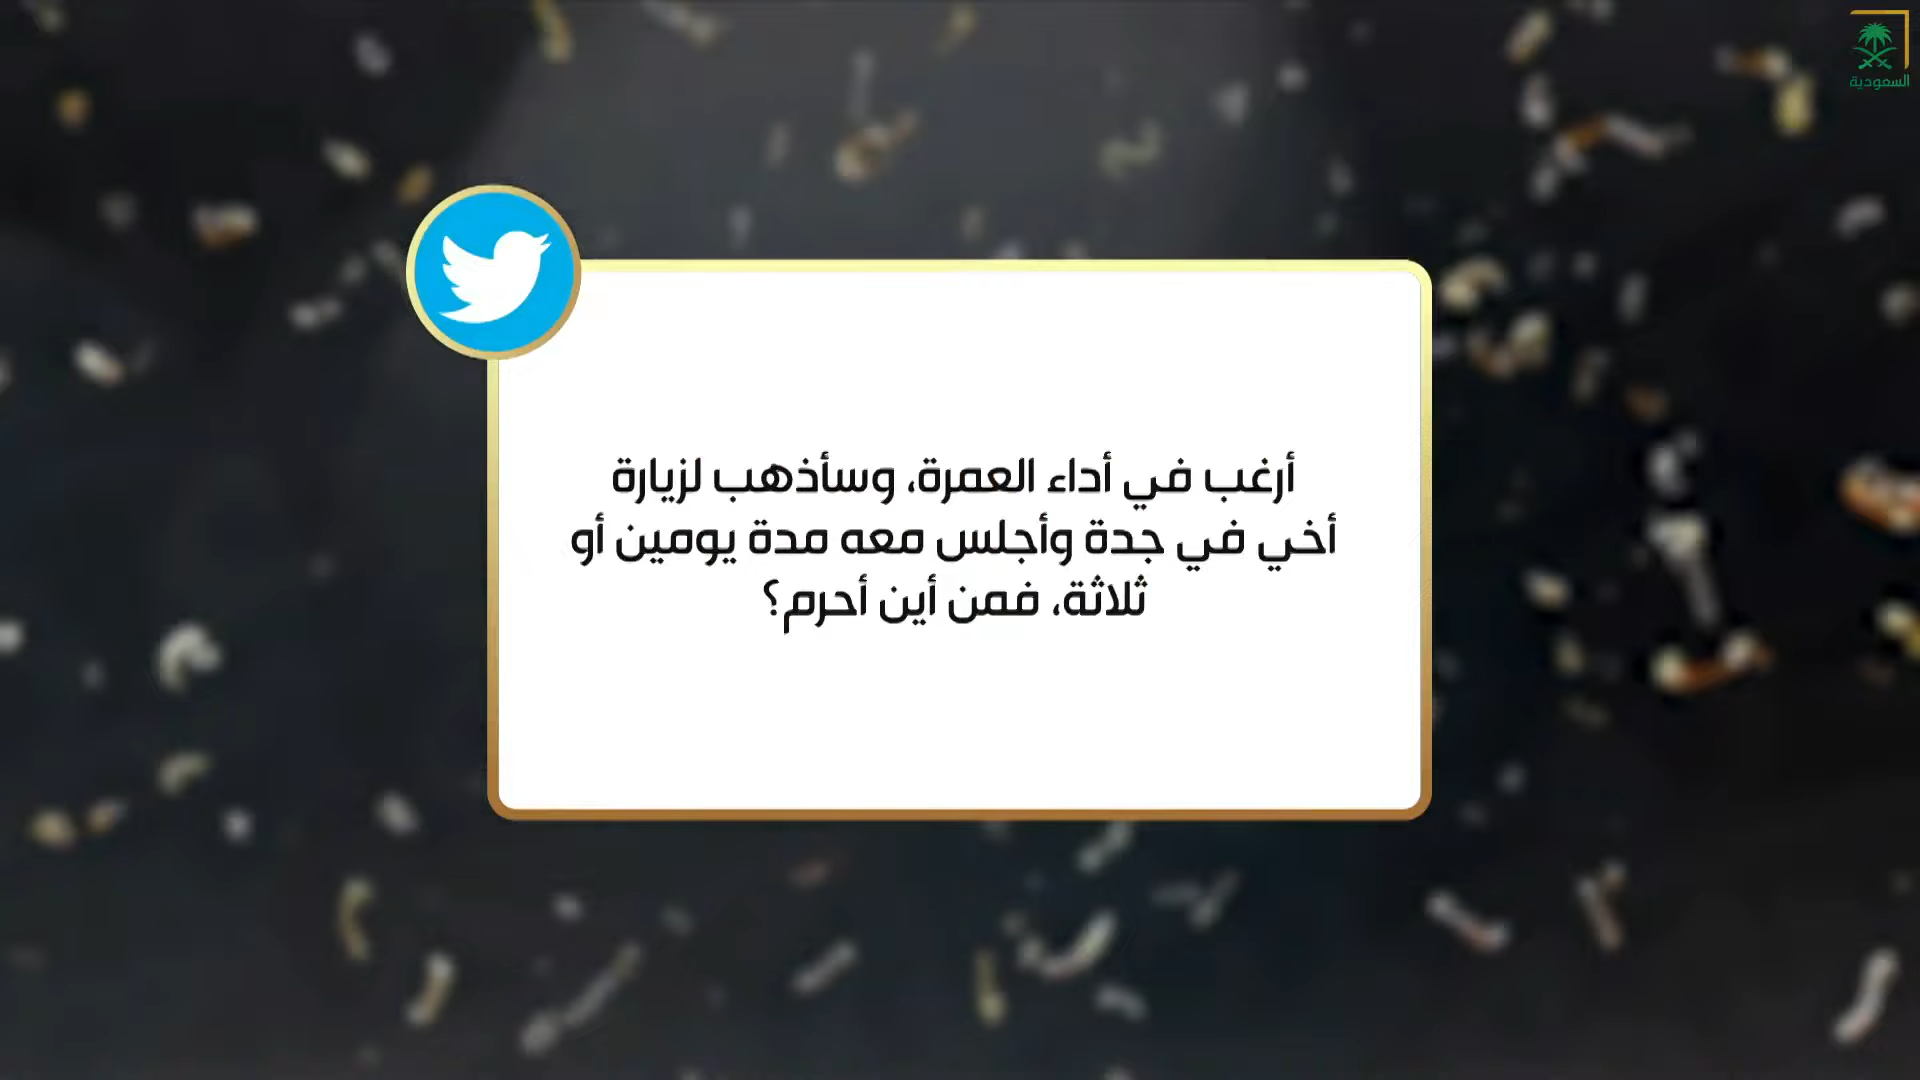 السعودية
أرغب في أداء العمرة، وسأذهب لزيارة
أخي في جدة وأجلس معه مدة يومين أو
ثلاثة، فمن أين أحرم؟